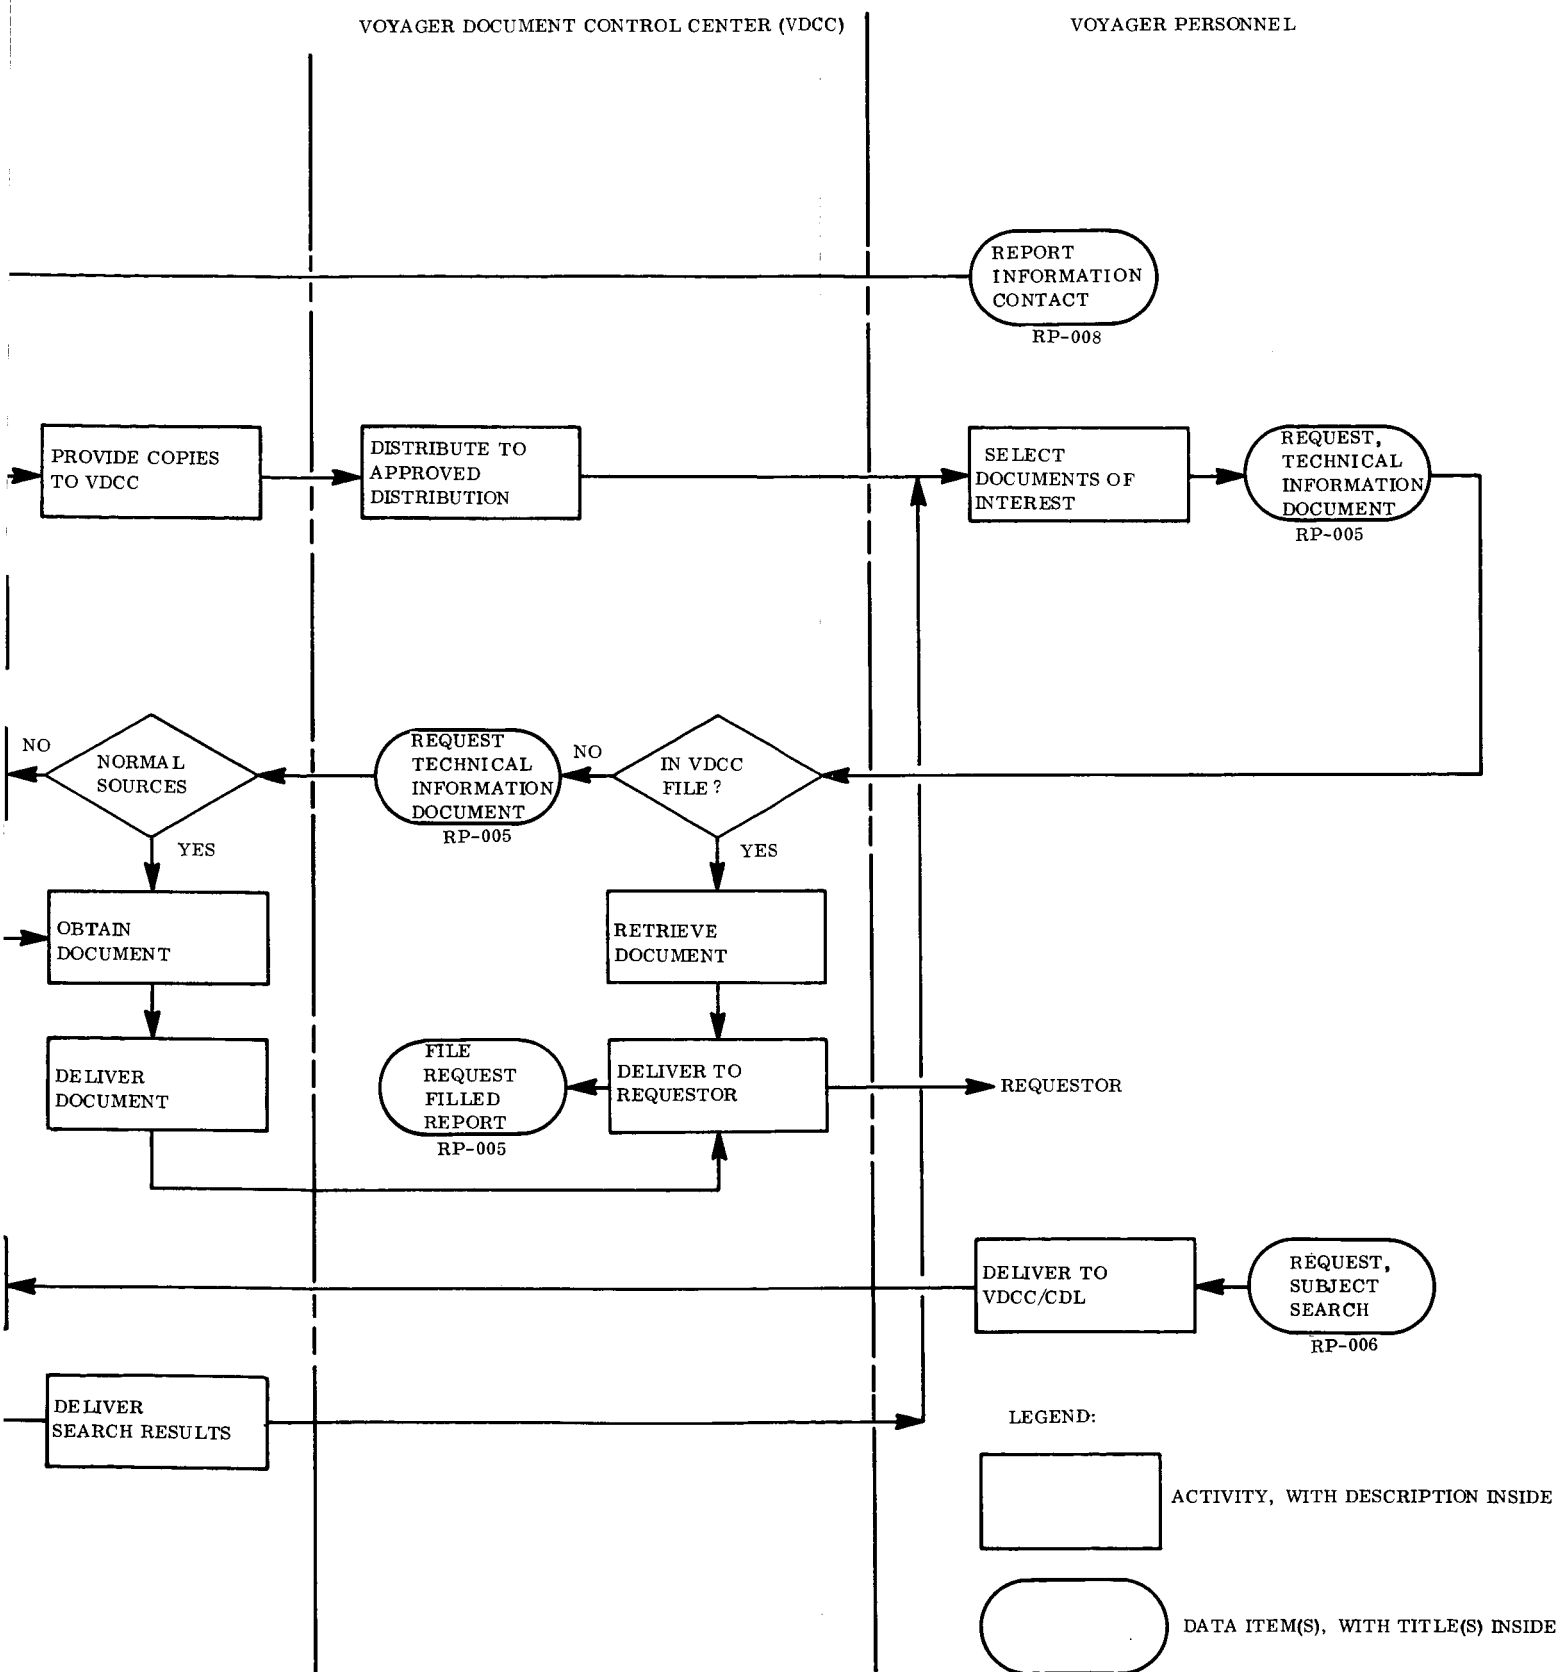 VOYAGER DOCUMENT CONTROL CENTER (VDCC)
VOYAGER PERSONNEL
REPORT
INFORMATION
CONTACT
RP-008
PROVIDE COPIES
TO VDCC
DISTRIBUTE TO
APPROVED
DISTRIBUTION
SELECT
DOCUMENTS OF
INTEREST
REQUEST,
TECHNICAL
INFORMATION
DOCUMENT
RP-005
NO
NORMAL
SOURCES
YES
REQUEST
TECHNICAL
INFORMATION
DOCUMENT
RP-005
NO
IN VDCC
FILE?
YES
OBTAIN
DOCUMENT
RETRIEVE
DOCUMENT
DELIVER
DOCUMENT
FILE
REQUEST
FILLED
REPORT
RP-005
DELIVER TO
REQUESTOR
REQUESTOR
DELIVER TO
VDCC/CDL
REQUEST,
SUBJECT
SEARCH
RP-006
DELIVER
SEARCH RESULTS
LEGEND:
ACTIVITY, WITH DESCRIPTION INSIDE
DATA ITEM(S), WITH TITLE(S) INSIDE